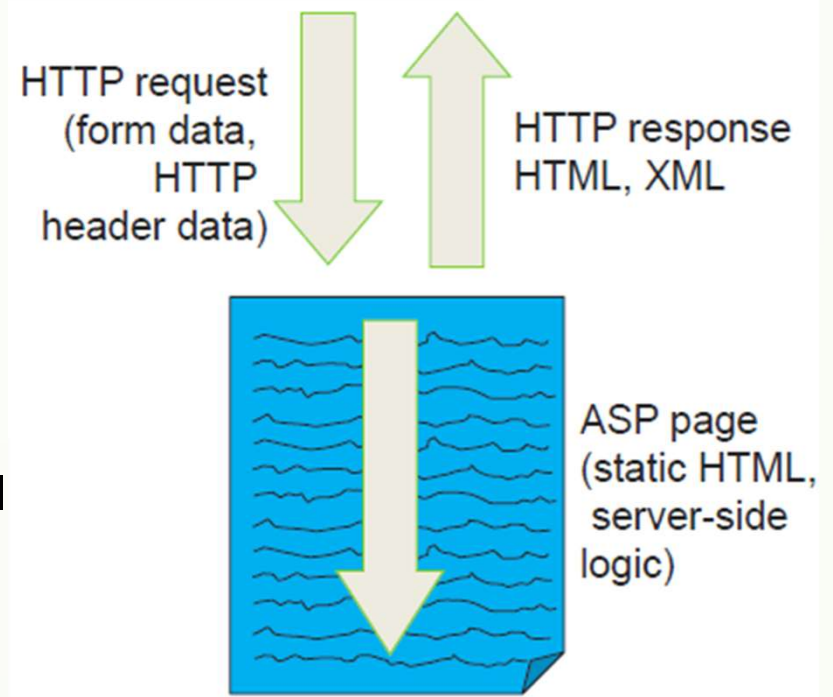 HTTP request
(form data,
HTTP
header data)
HTTP response
HTML, XML
ASP page
(static HTML,
server-side
logic)